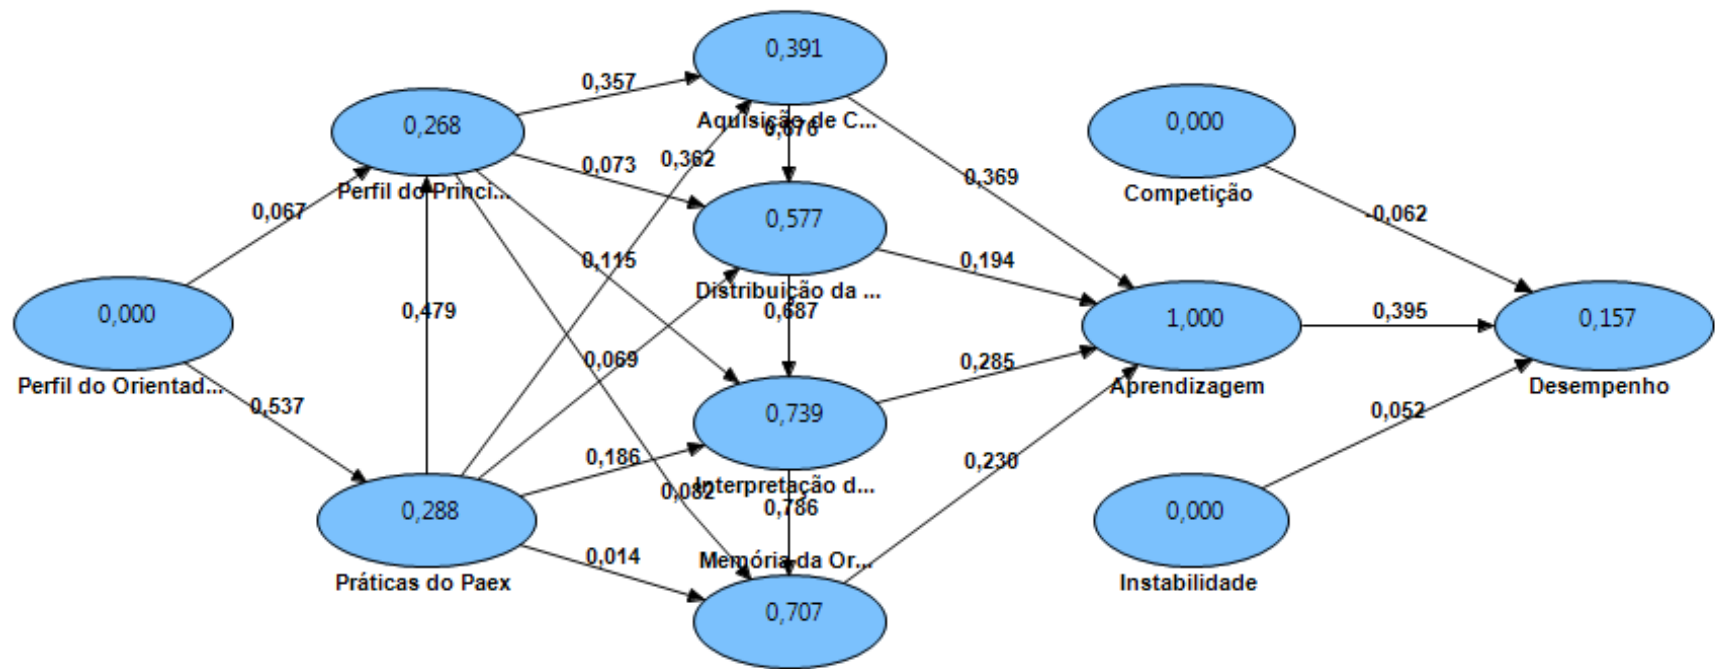 0,391
Aquisição de C...
0,357
0,676
0,268
Perfil do Princi...
0,362
0,073
0,369
0,000
Competição
0,067
0,577
Distribuição da ...
-0,062
0,115
0,194
0,000
Perfil do Orientad...
0,479
0,687
1,000
Aprendizagem
0,395
0,157
Desempenho
0,069
0,285
0,537
0,739
Interpretação d...
0,052
0,186
0,082
0,786
0,230
0,288
Práticas do Paex
0,014
Memória da Or...
0,707
0,000
Instabilidade